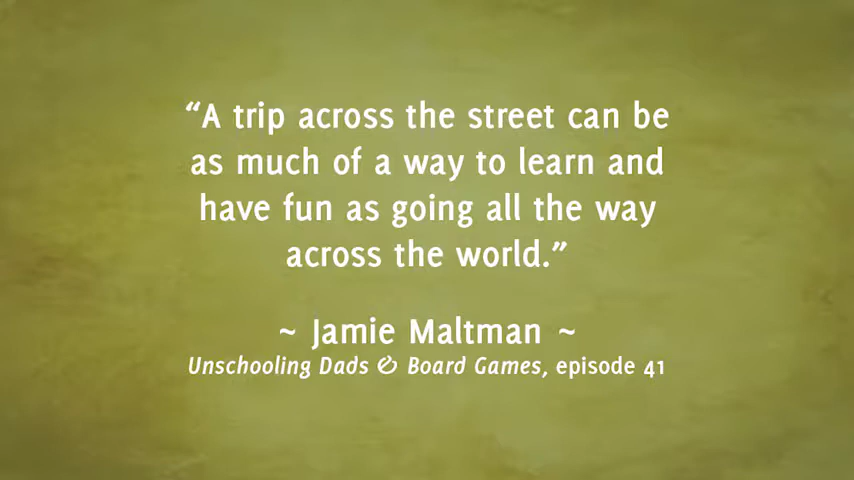 “A trip across the street can be
as much of a way to learn and
have fun as going all the way
across the world.”
~ Jamie Maltman ~
Unschooling Dads & Board Games, episode 41